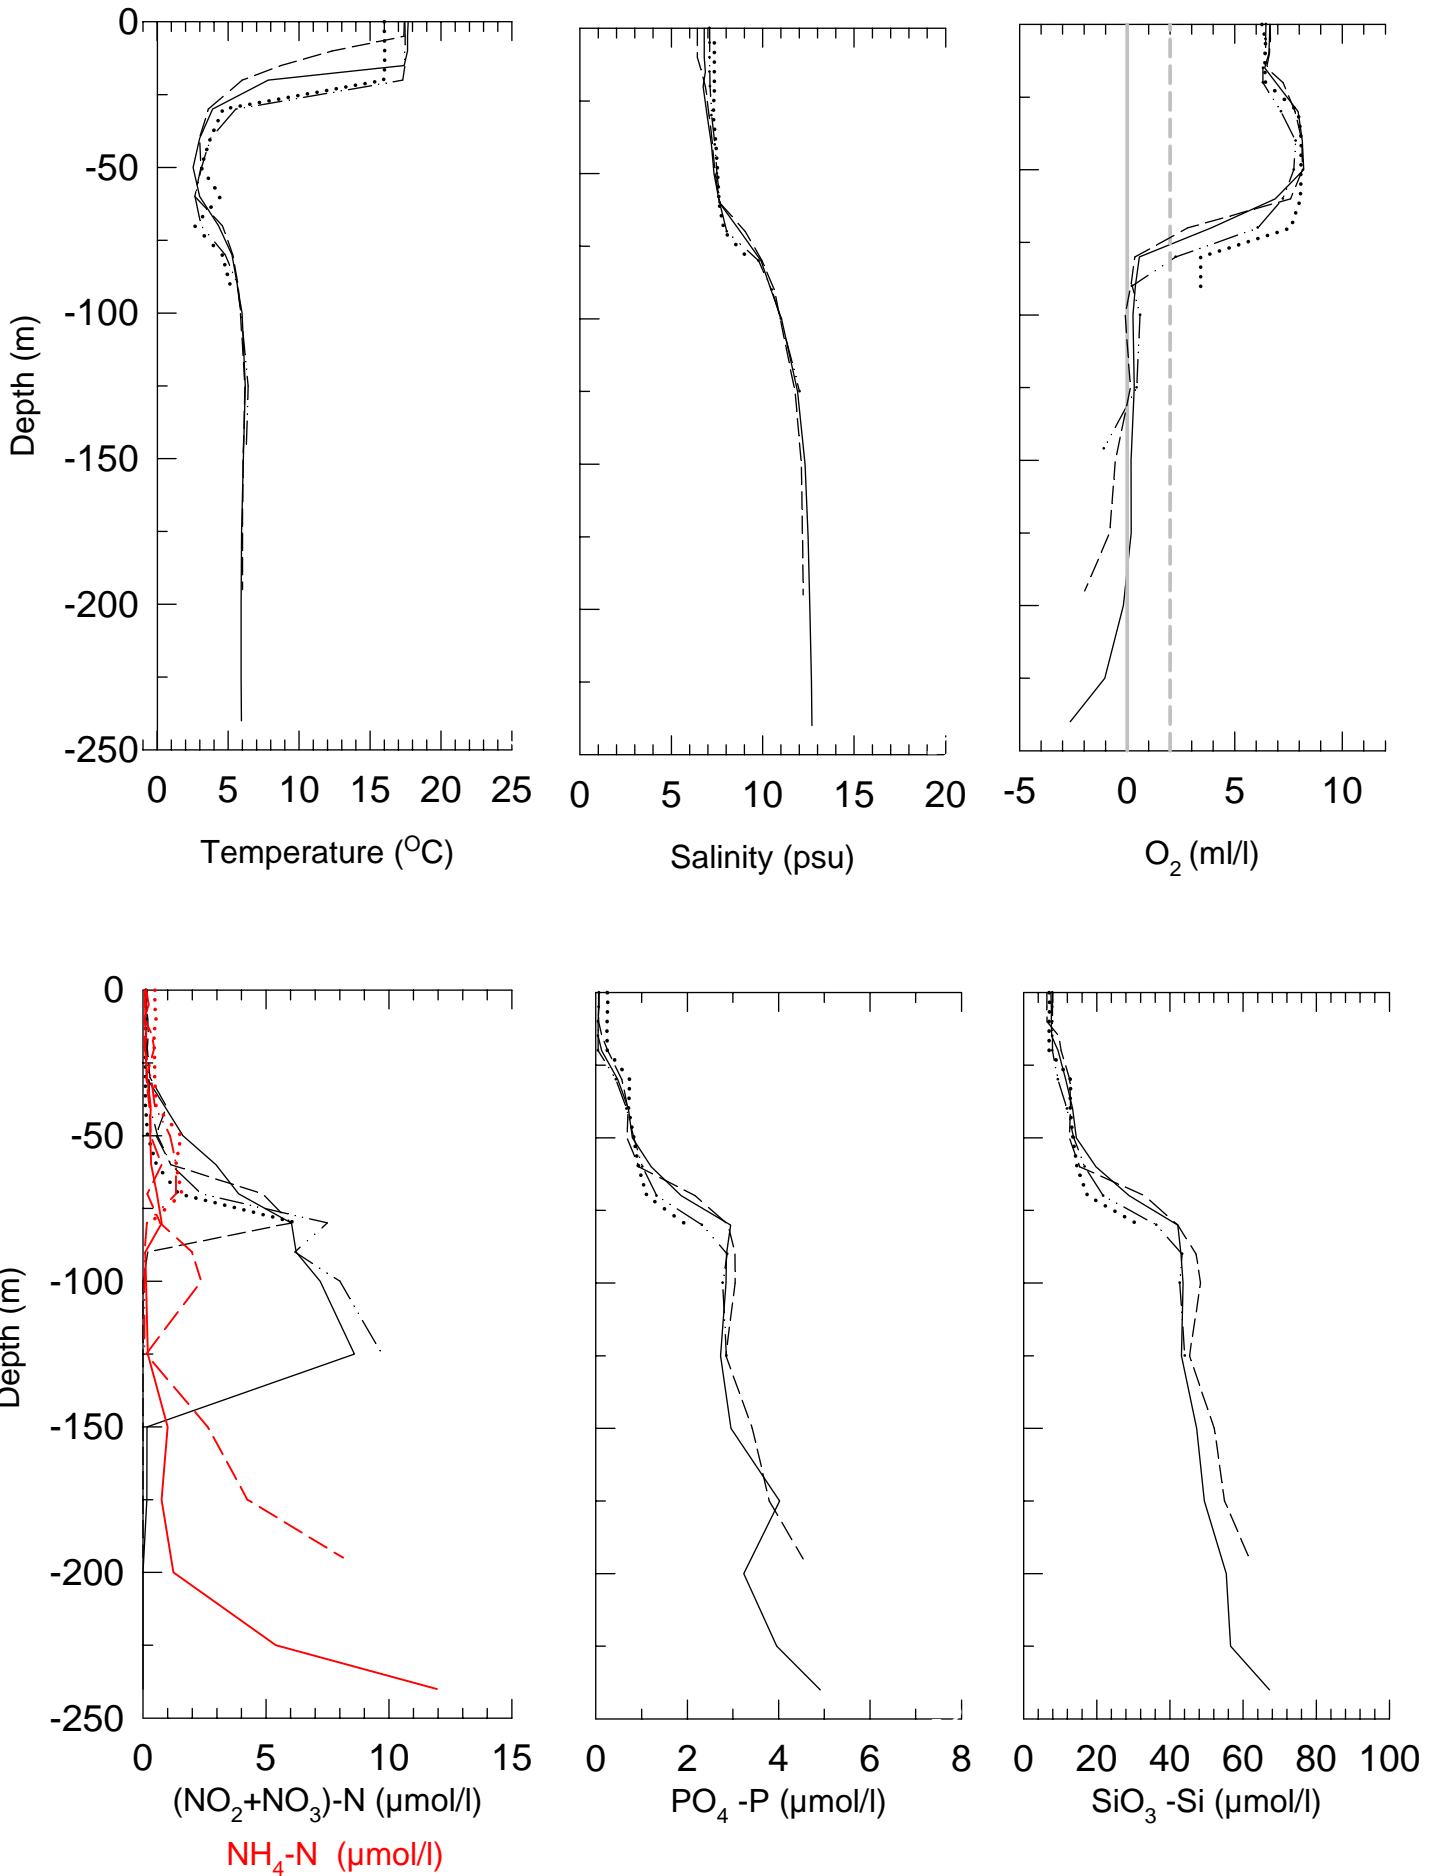 0
-50
-100
-150
-200
-250
Depth (m)
0 5 10 15 20 25
Temperature (°C)
0 5 10 15 20
Salinity (psu)
-5 0 5 10
O₂ (ml/l)
0
-50
-100
-150
-200
-250
Depth (m)
0 5 10 15
(NO₂+NO₃)-N (µmol/l)
NH₄-N (µmol/l)
0 2 4 6 8
PO₄ -P (µmol/l)
0 20 40 60 80 100
SiO₃ -Si (µmol/l)